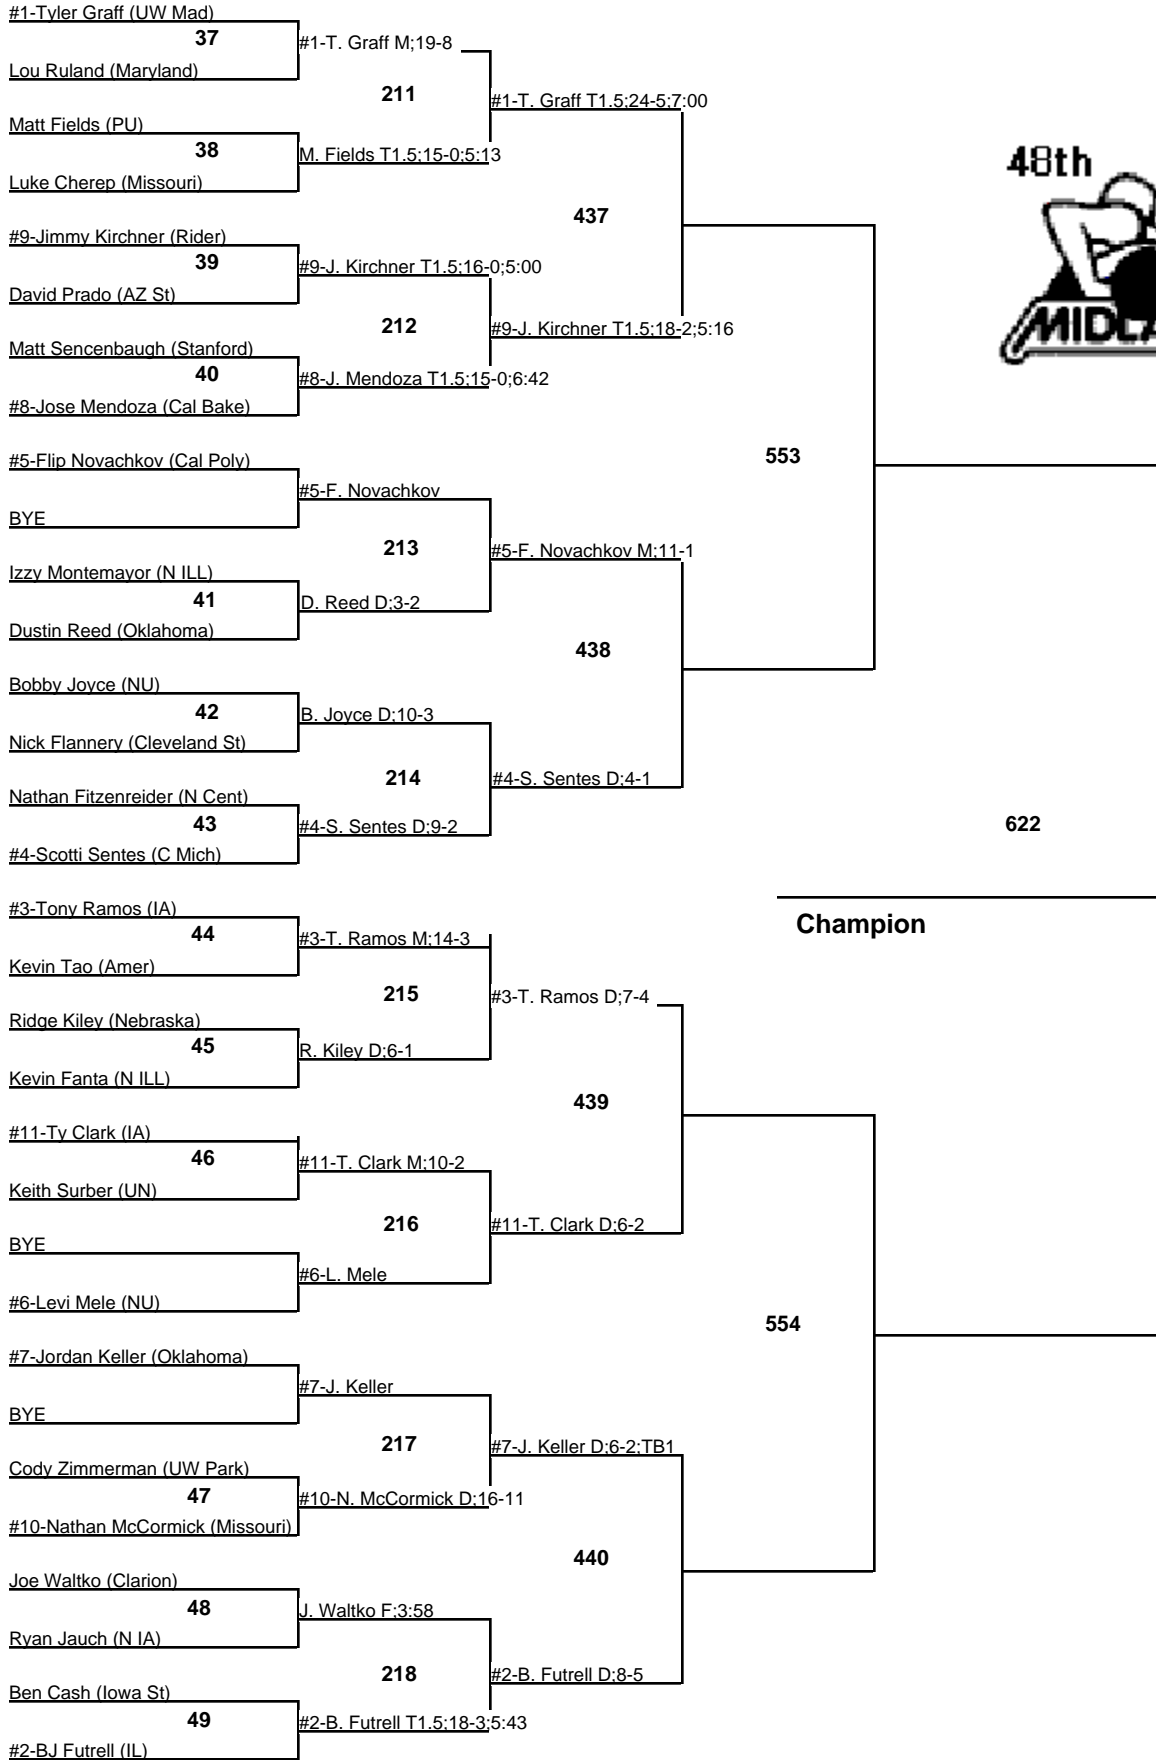 #1-Tyler Graff (UW Mad)
37
#1-T. Graff M;19-8
Lou Ruland (Maryland)
211
#1-T. Graff T1.5;24-5;7:00
Matt Fields (PU)
38
M. Fields T1.5;15-0;5:13
Luke Cherep (Missouri)
48th
437
#9-Jimmy Kirchner (Rider)
39
#9-J. Kirchner T1.5;16-0;5:00
David Prado (AZ St)
212
#9-J. Kirchner T1.5;18-2;5:16
Matt Sencenbaugh (Stanford)
40
#8-J. Mendoza T1.5;15-0;6:42
#8-Jose Mendoza (Cal Bake)
553
#5-Flip Novachkov (Cal Poly)
#5-F. Novachkov
BYE
213
#5-F. Novachkov M;11-1
Izzy Montemayor (N ILL)
41
D. Reed D;3-2
Dustin Reed (Oklahoma)
438
Bobby Joyce (NU)
42
B. Joyce D;10-3
Nick Flannery (Cleveland St)
214
#4-S. Sentes D;4-1
Nathan Fitzenreider (N Cent)
43
#4-S. Sentes D;9-2
#4-Scotti Sentes (C Mich)
622
Champion
#3-Tony Ramos (IA)
44
#3-T. Ramos M;14-3
Kevin Tao (Amer)
215
#3-T. Ramos D;7-4
Ridge Kiley (Nebraska)
45
R. Kiley D;6-1
Kevin Fanta (N ILL)
439
#11-Ty Clark (IA)
46
#11-T. Clark M;10-2
Keith Surber (UN)
216
#11-T. Clark D;6-2
BYE
#6-L. Mele
#6-Levi Mele (NU)
554
#7-Jordan Keller (Oklahoma)
#7-J. Keller
BYE
217
#7-J. Keller D;6-2;TB1
Cody Zimmerman (UW Park)
47
#10-N. McCormick D;16-11
#10-Nathan McCormick (Missouri)
440
Joe Waltko (Clarion)
48
J. Waltko F;3:58
Ryan Jauch (N IA)
218
#2-B. Futrell D;8-5
Ben Cash (Iowa St)
49
#2-B. Futrell T1.5;18-3;5:43
#2-BJ Futrell (IL)